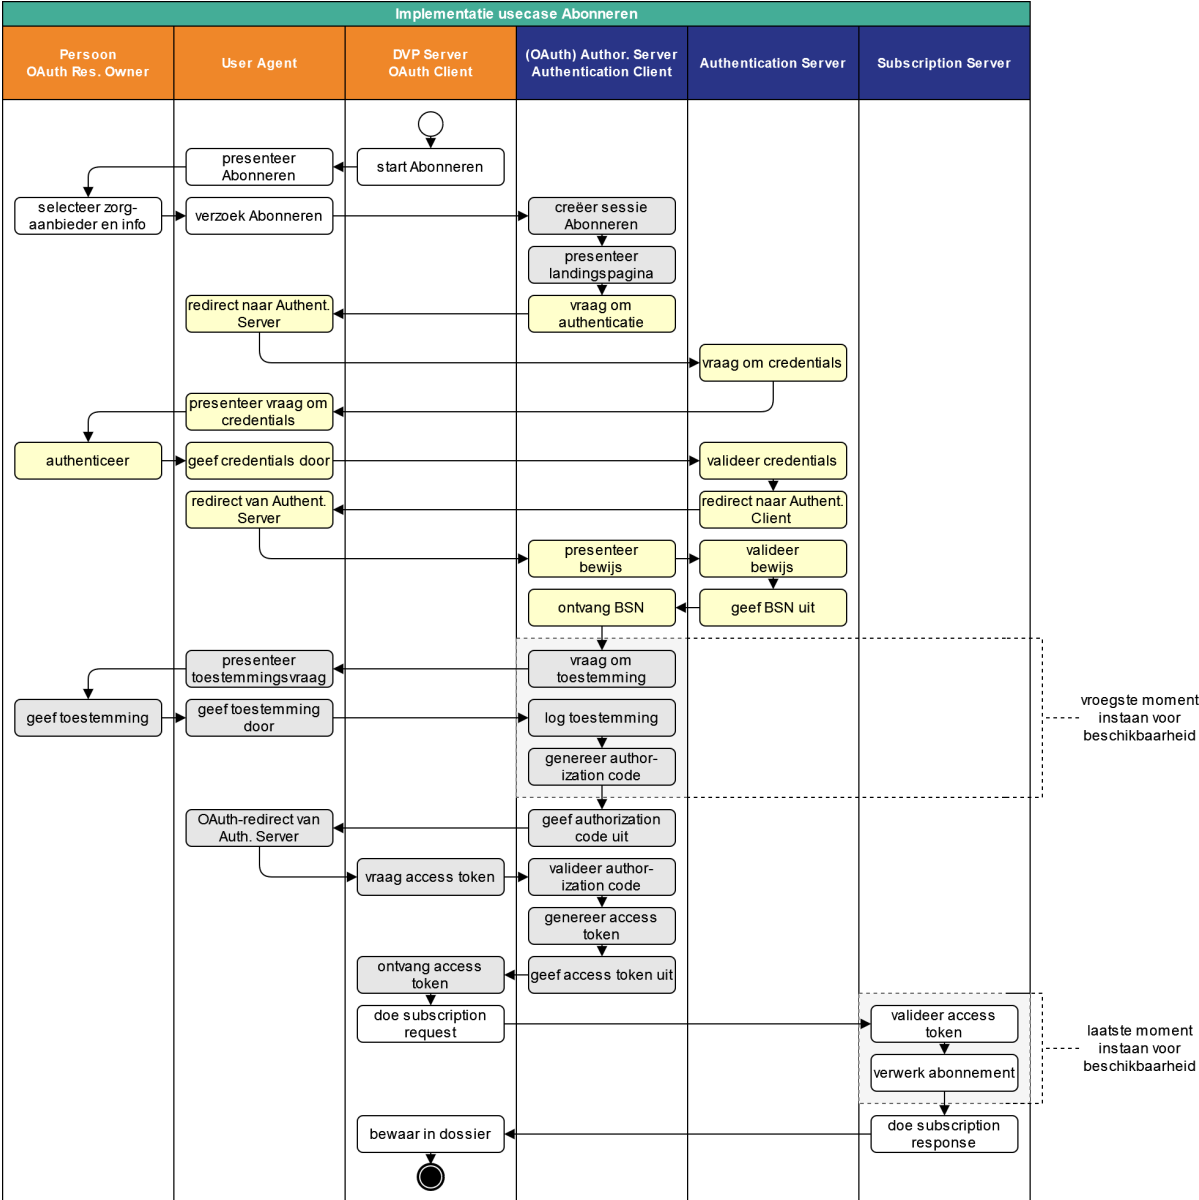 Implementatie usecase Abonneren
Persoon
OAuth Res. Owner
User Agent
DVP Server
OAuth Client
(OAuth) Author. Server
Authentication Client
Authentication Server
Subscription Server
presenteer
Abonneren
start Abonneren
selecteer zorg-
aanbieder en info
verzoek Abonneren
creëer sessie
Abonneren
presenteer
landingspagina
redirect naar Authent.
Server
vraag om
authenticatie
vraag om credentials
presenteer vraag om
credentials
authenticeer
geef credentials door
valideer credentials
redirect van Authent.
Server
redirect naar Authent.
Client
presenteer
bewijs
valideer
bewijs
ontvang BSN
geef BSN uit
presenteer
toestemmingsvraag
vraag om
toestemming
geef toestemming
geef toestemming
door
log toestemming
vroegste moment
instaan voor
beschikbaarheid
genereer author-
ization code
OAuth-redirect van
Auth. Server
geef authorization
code uit
vraag access token
valideer author-
ization code
genereer access
token
ontvang access
token
geef access token uit
doe subscription
request
valideer access
token
laatste moment
instaan voor
beschikbaarheid
verwerk abonnement
bewaar in dossier
doe subscription
response